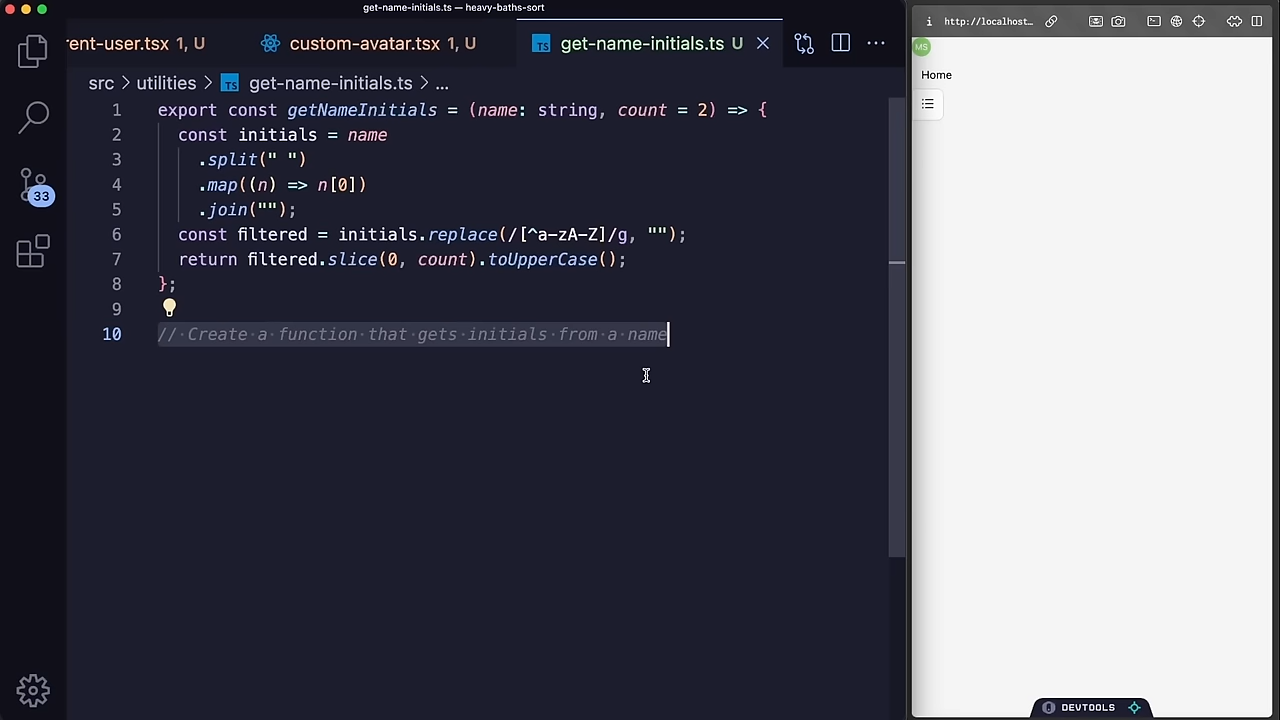 get-name-initials.ts — heavy-baths-sort
rent-user.tsx 1, U
custom-avatar.tsx 1, U
TS get-name-initials.ts U
src > utilities > TS get-name-initials.ts > ...
1 export const getNameInitials = (name: string, count = 2) => {
2 const initials = name
3 .split(" ")
4 .map((n) => n[0])
5 .join("");
6 const filtered = initials.replace(/[^a-zA-Z]/g, "");
7 return filtered.slice(0, count).toUpperCase();
8 };
9
10 // Create a function that gets initials from a name
33
http://localhost…
MS
Home
DEVTOOLS